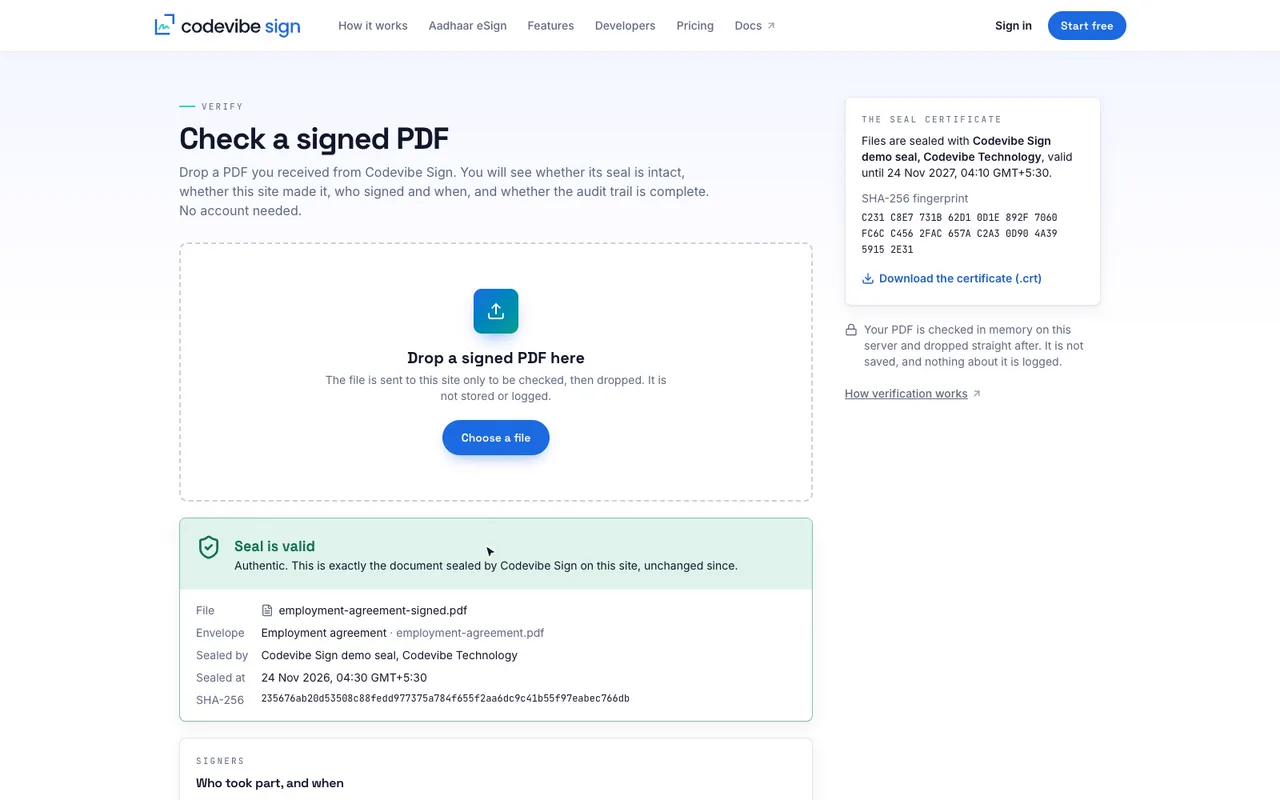 codevibe sign
How it works
Aadhaar eSign
Features
Developers
Pricing
Docs ↗
Sign in
Start free
VERIFY
Check a signed PDF
Drop a PDF you received from Codevibe Sign. You will see whether its seal is intact,
whether this site made it, who signed and when, and whether the audit trail is complete.
No account needed.
Drop a signed PDF here
The file is sent to this site only to be checked, then dropped. It is
not stored or logged.
Choose a file
Seal is valid
Authentic. This is exactly the document sealed by Codevibe Sign on this site, unchanged since.
File employment-agreement-signed.pdf
Envelope Employment agreement · employment-agreement.pdf
Sealed by Codevibe Sign demo seal, Codevibe Technology
Sealed at 24 Nov 2026, 04:30 GMT+5:30
SHA-256 235676ab20d53508c88fedd977375a784f655f2aa6dc9c41b55f97eabec766db
SIGNERS
Who took part, and when
THE SEAL CERTIFICATE
Files are sealed with Codevibe Sign
demo seal, Codevibe Technology, valid
until 24 Nov 2027, 04:10 GMT+5:30.
SHA-256 fingerprint
C231 C8E7 731B 62D1 0D1E 892F 7060
FC6C C456 2FAC 657A C2A3 0D90 4A39
5915 2E31
Download the certificate (.crt)
Your PDF is checked in memory on this
server and dropped straight after. It is not
saved, and nothing about it is logged.
How verification works ↗